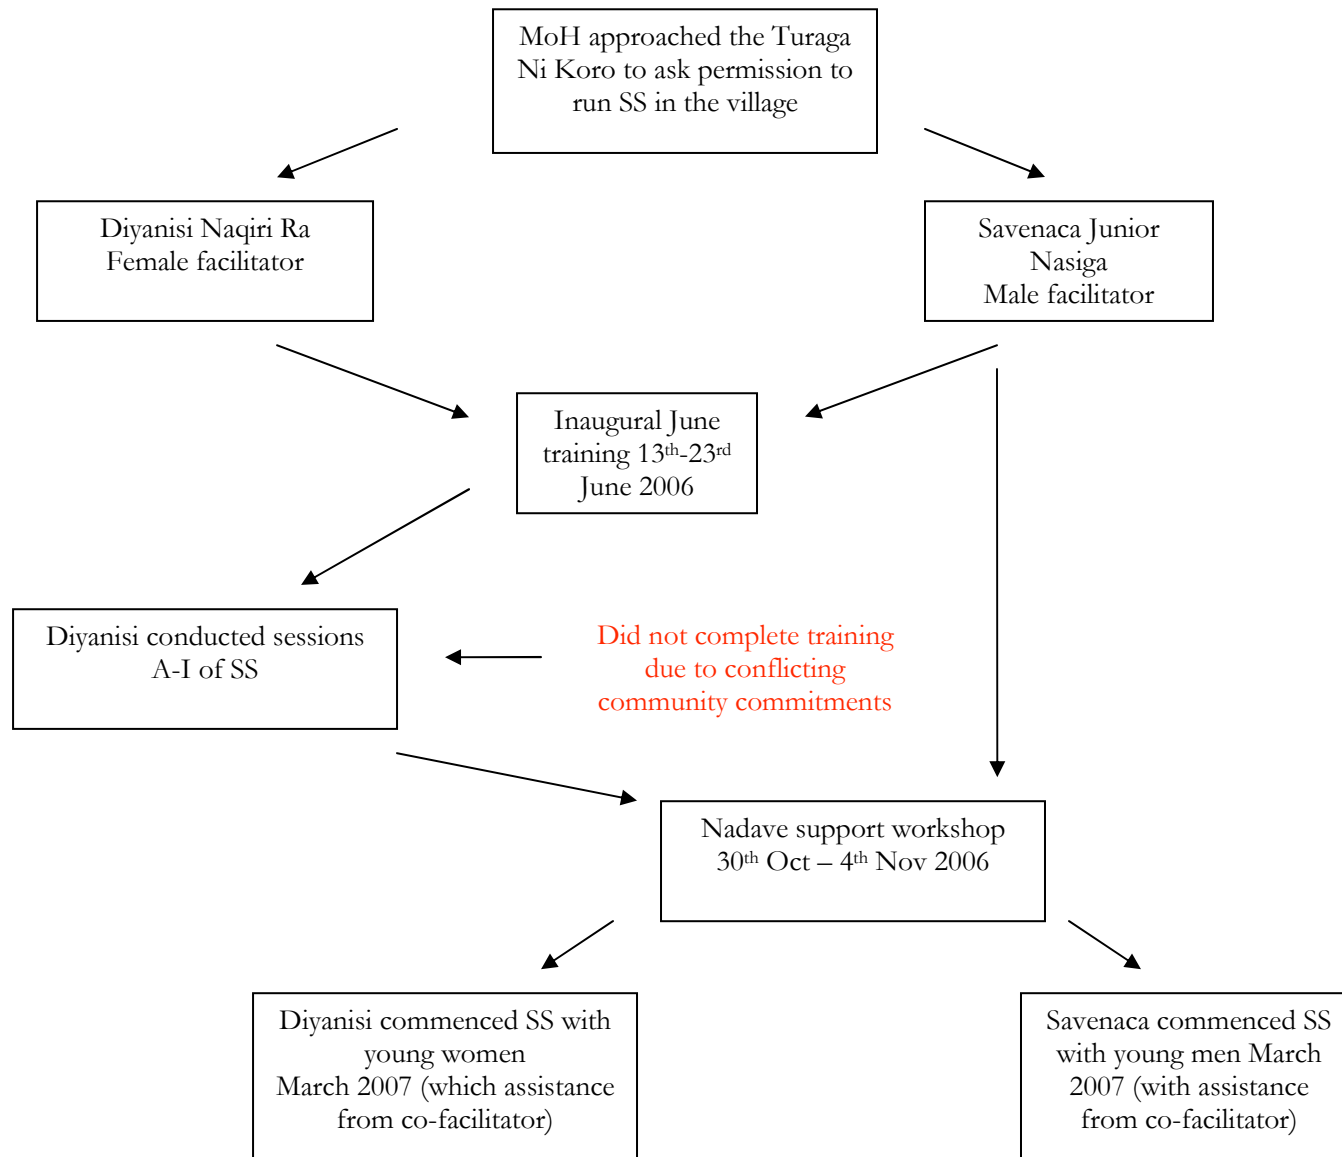 MoH approached the Turaga
Ni Koro to ask permission to
run SS in the village
Diyanisi Naqiri Ra
Female facilitator
Savenaca Junior
Nasiga
Male facilitator
Inaugural June
training 13th-23rd
June 2006
Diyanisi conducted sessions
A-I of SS
Did not complete training
due to conflicting
community commitments
Nadave support workshop
30th Oct – 4th Nov 2006
Diyanisi commenced SS with
young women
March 2007 (which assistance
from co-facilitator)
Savenaca commenced SS
with young men March
2007 (with assistance
from co-facilitator)